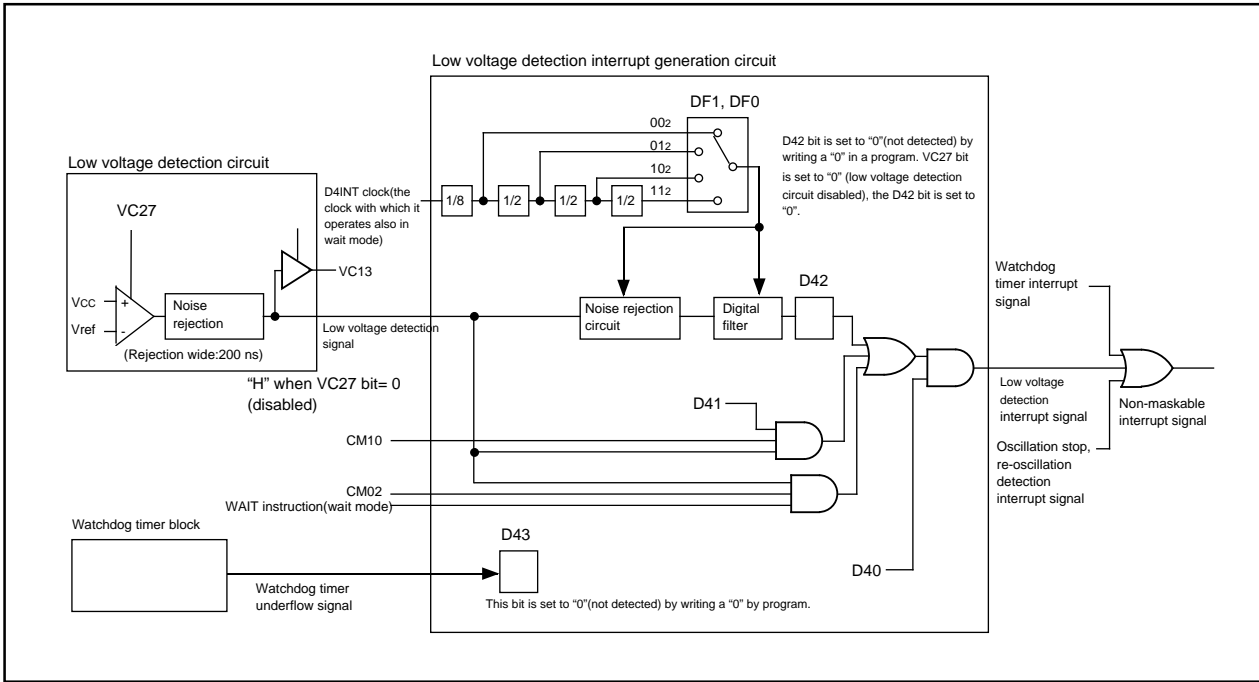 Low voltage detection interrupt generation circuit
DF1, DF0
002
012
102
112
D42 bit is set to “0”(not detected) by
writing a “0” in a program. VC27 bit
is set to “0” (low voltage detection
circuit disabled), the D42 bit is set to
“0”.
Low voltage detection circuit
D4INT clock(the
clock with which it
operates also in
wait mode)
1/8
1/2
1/2
1/2
VC27
VC13
VCC
+
Vref
-
Noise
rejection
(Rejection wide:200 ns)
Low voltage detection
signal
“H” when VC27 bit= 0
(disabled)
Noise rejection
circuit
Digital
filter
D42
Watchdog
timer interrupt
signal
D41
CM10
CM02
WAIT instruction(wait mode)
Low voltage
detection
interrupt signal
Non-maskable
interrupt signal
Oscillation stop,
re-oscillation
detection
interrupt signal
Watchdog timer block
D43
D40
Watchdog timer
underflow signal
This bit is set to “0”(not detected) by writing a “0” by program.